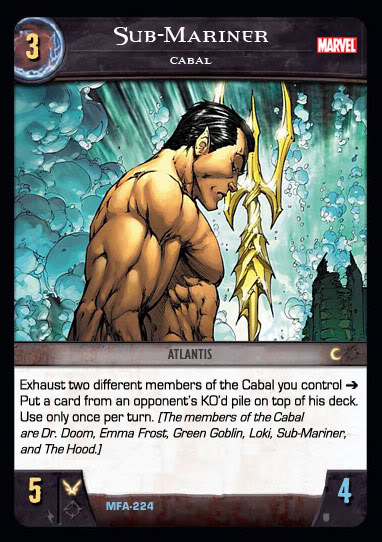 3
SUB-MARINER
CABAL
MARVEL
ATLANTIS
C
Exhaust two different members of the Cabal you control ➔
Put a card from an opponent's KO'd pile on top of his deck.
Use only once per turn. [The members of the Cabal
are Dr. Doom, Emma Frost, Green Goblin, Loki, Sub-Mariner,
and The Hood.]
5
MFA-224
4